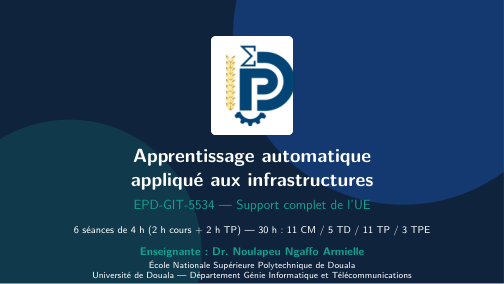 Apprentissage automatique
appliqué aux infrastructures
EPD-GIT-5534 — Support complet de l'UE
6 séances de 4 h (2 h cours + 2 h TP) — 30 h : 11 CM / 5 TD / 11 TP / 3 TPE
Enseignante : Dr. Noulapeu Ngaffo Armielle
École Nationale Supérieure Polytechnique de Douala
Université de Douala — Département Génie Informatique et Télécommunications